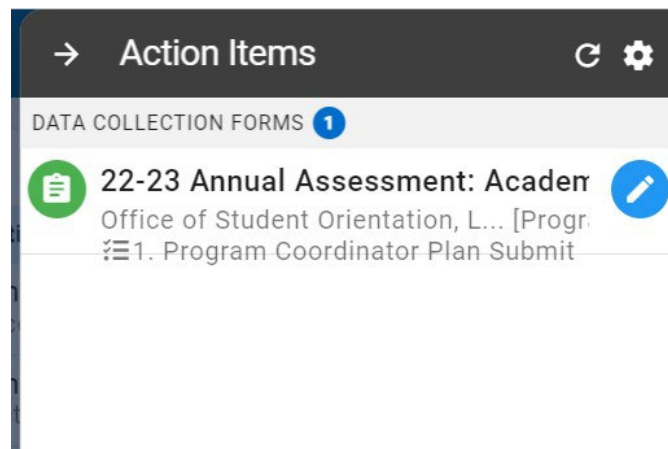 Action Items
DATA COLLECTION FORMS 1
22-23 Annual Assessment: Academ
Office of Student Orientation, L... [Progr
1. Program Coordinator Plan Submit